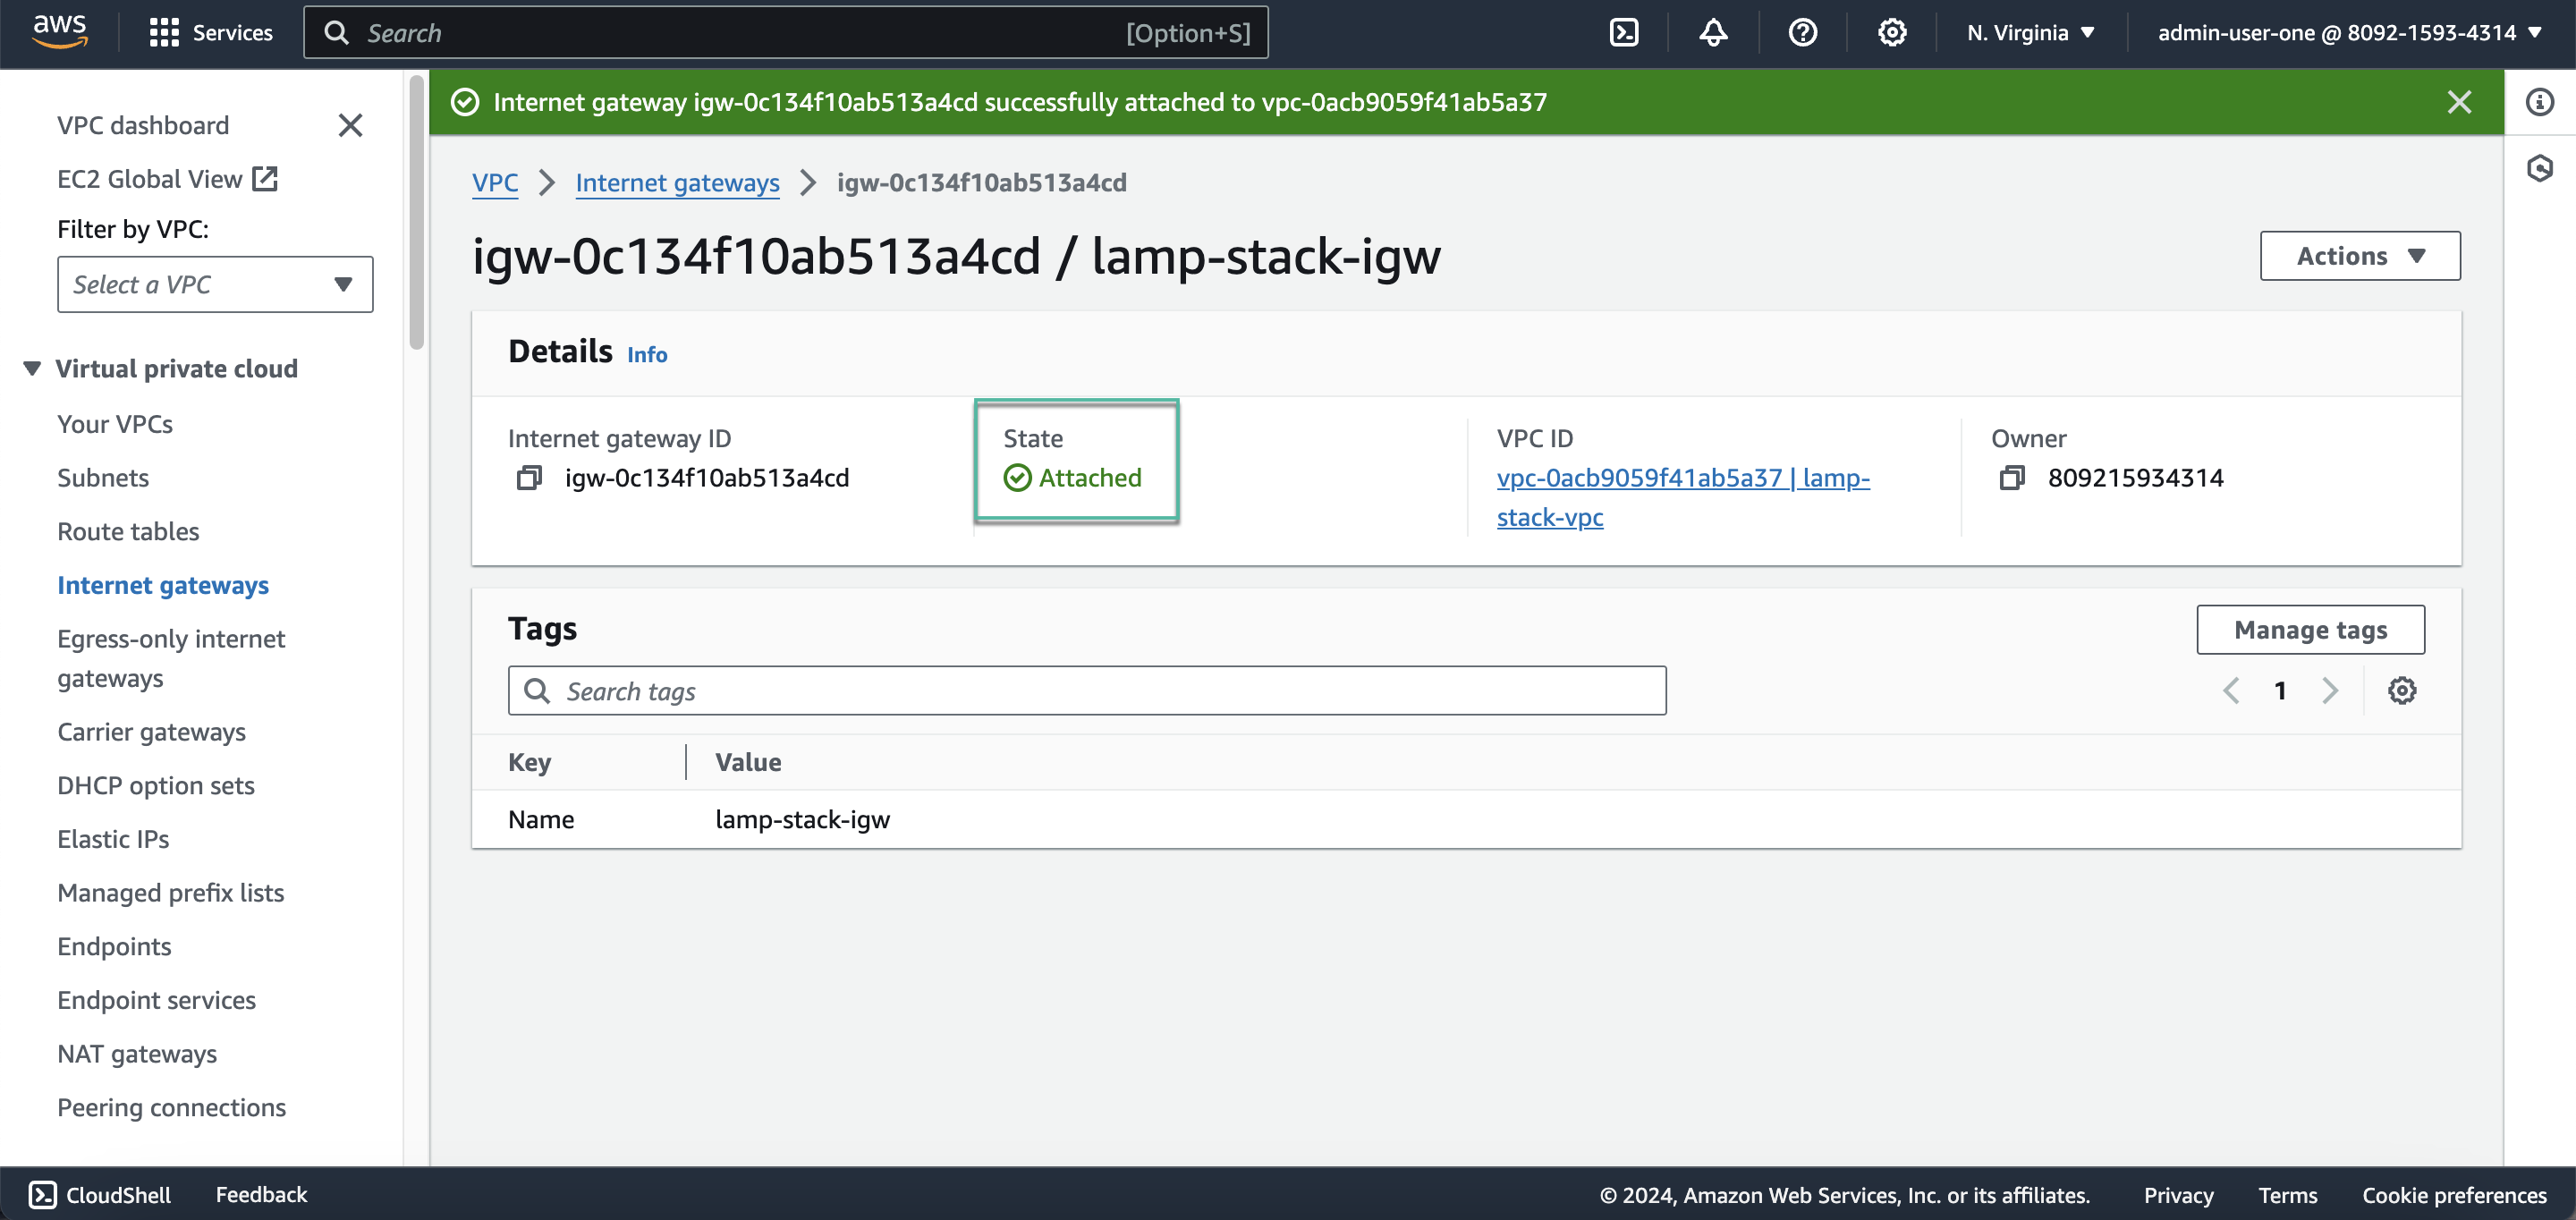 aws
Services
Search
[Option+S]
N. Virginia
admin-user-one @ 8092-1593-4314
VPC dashboard
EC2 Global View
Filter by VPC:
Select a VPC
Virtual private cloud
Your VPCs
Subnets
Route tables
Internet gateways
Egress-only internet
gateways
Carrier gateways
DHCP option sets
Elastic IPs
Managed prefix lists
Endpoints
Endpoint services
NAT gateways
Peering connections
Internet gateway igw-0c134f10ab513a4cd successfully attached to vpc-0acb9059f41ab5a37
VPC
Internet gateways
igw-0c134f10ab513a4cd
igw-0c134f10ab513a4cd / lamp-stack-igw
Actions
Details Info
Internet gateway ID
igw-0c134f10ab513a4cd
State
Attached
VPC ID
vpc-0acb9059f41ab5a37 | lamp-
stack-vpc
Owner
809215934314
Tags
Manage tags
Search tags
1
Key
Value
Name
lamp-stack-igw
CloudShell
Feedback
© 2024, Amazon Web Services, Inc. or its affiliates.
Privacy
Terms
Cookie preferences